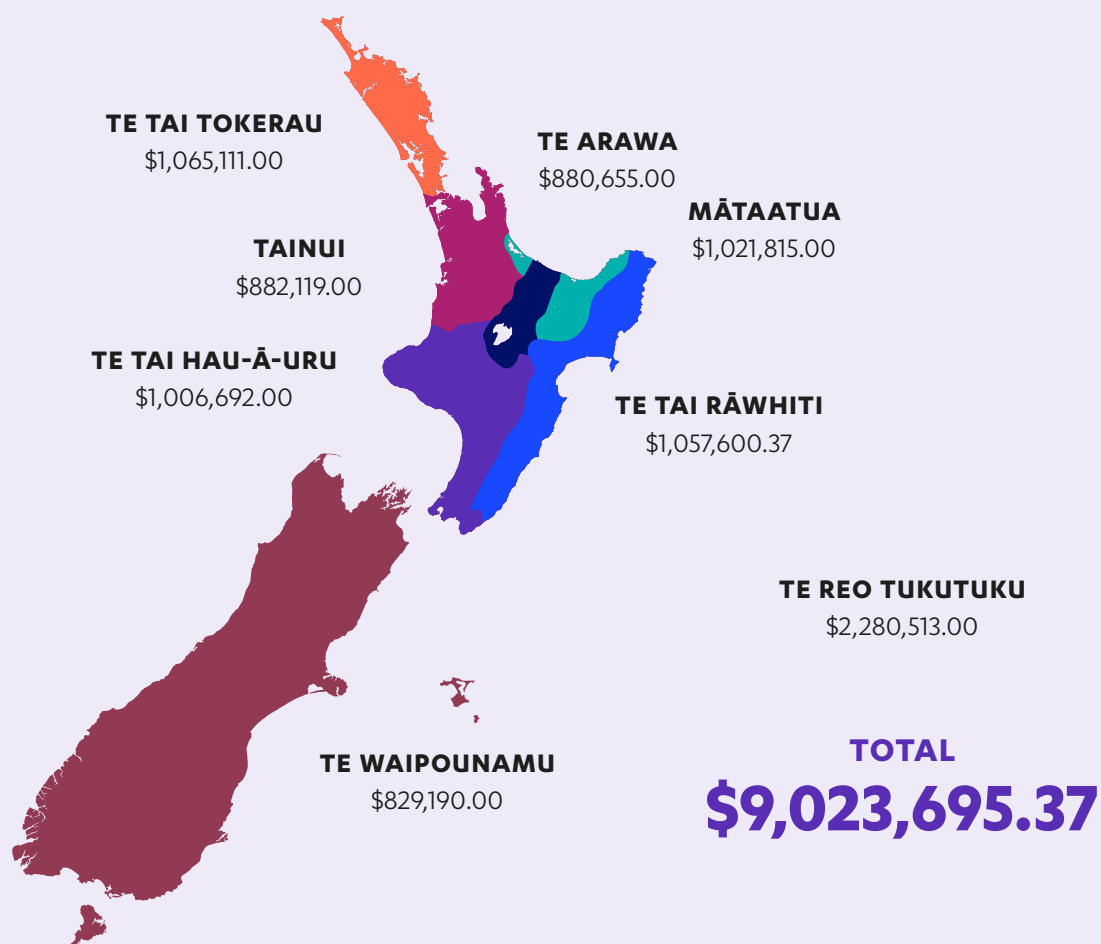 TE TAI TOKERAU
$1,065,111.00
TE ARAWA
$880,655.00
MĀTAATUA
$1,021,815.00
TAINUI
$882,119.00
TE TAI HAU-Ā-URU
$1,006,692.00
TE TAI RĀWHITI
$1,057,600.37
TE REO TUKUTUKU
$2,280,513.00
TE WAIPOUNAMU
$829,190.00
TOTAL
$9,023,695.37